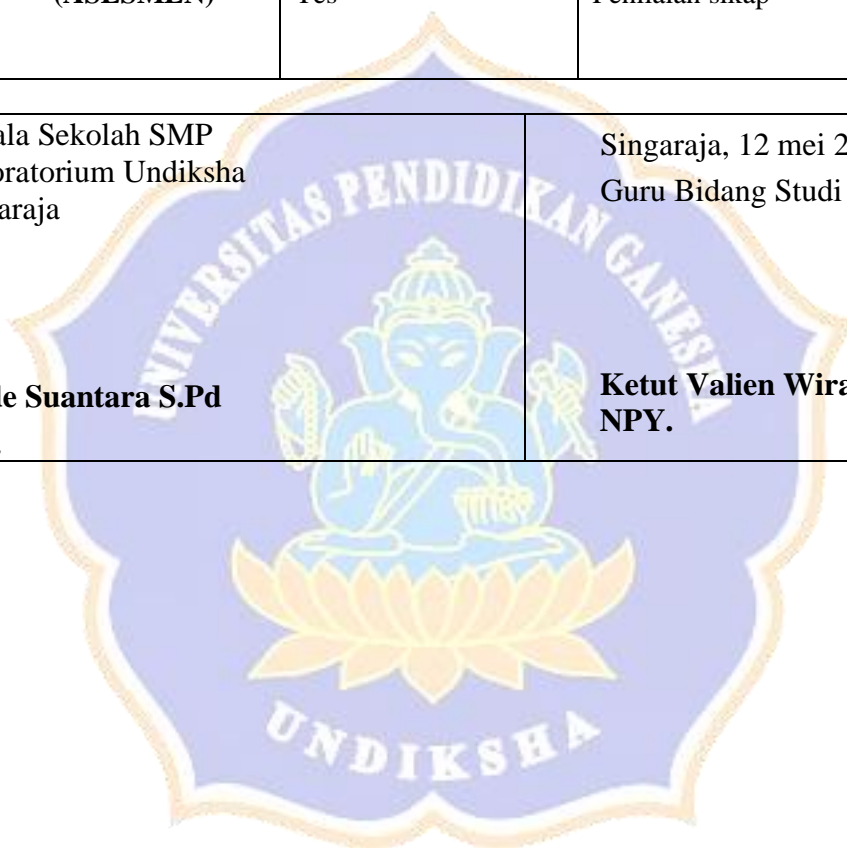 (ASESMEN)
Tes
Penilaian sikap
ala Sekolah SMP
oratorium Undiksha
araja
le Suantara S.Pd
Singaraja, 12 mei 2
Guru Bidang Studi
Ketut Valien Wira
NPY.
UNIVERSITAS PENDIDIKAN GANESHA
UNDIKSHA